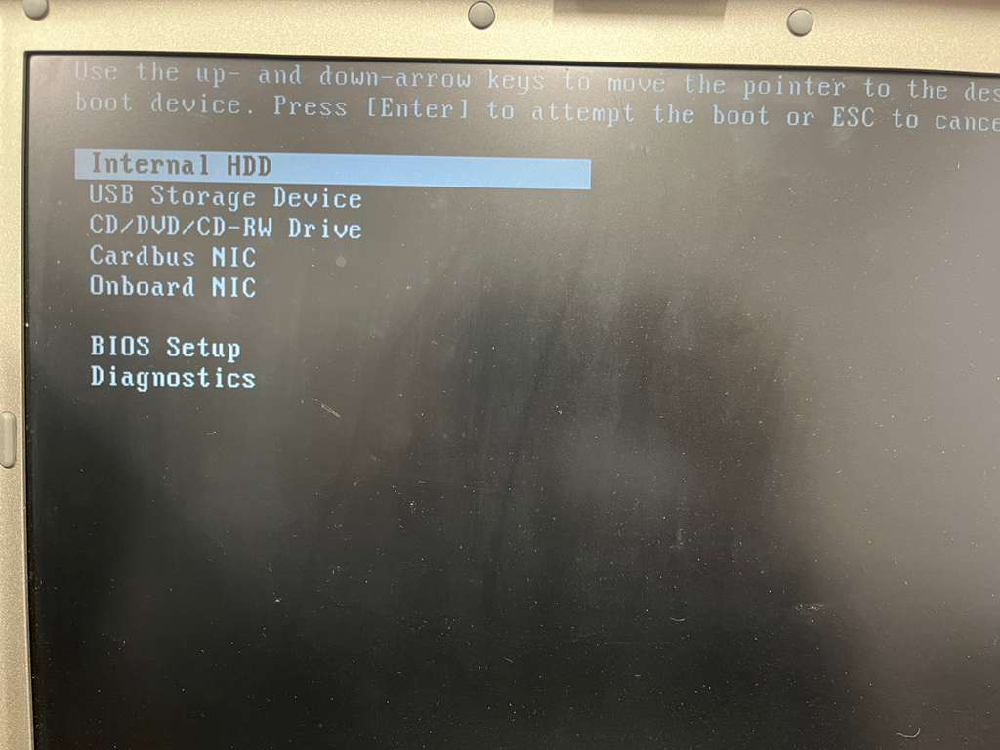 Use the up- and down-arrow keys to move the pointer to the
boot device. Press [Enter] to attempt the boot or ESC to
Internal HDD
USB Storage Device
CD/DVD/CD-RW Drive
Cardbus NIC
Onboard NIC
BIOS Setup
Diagnostics